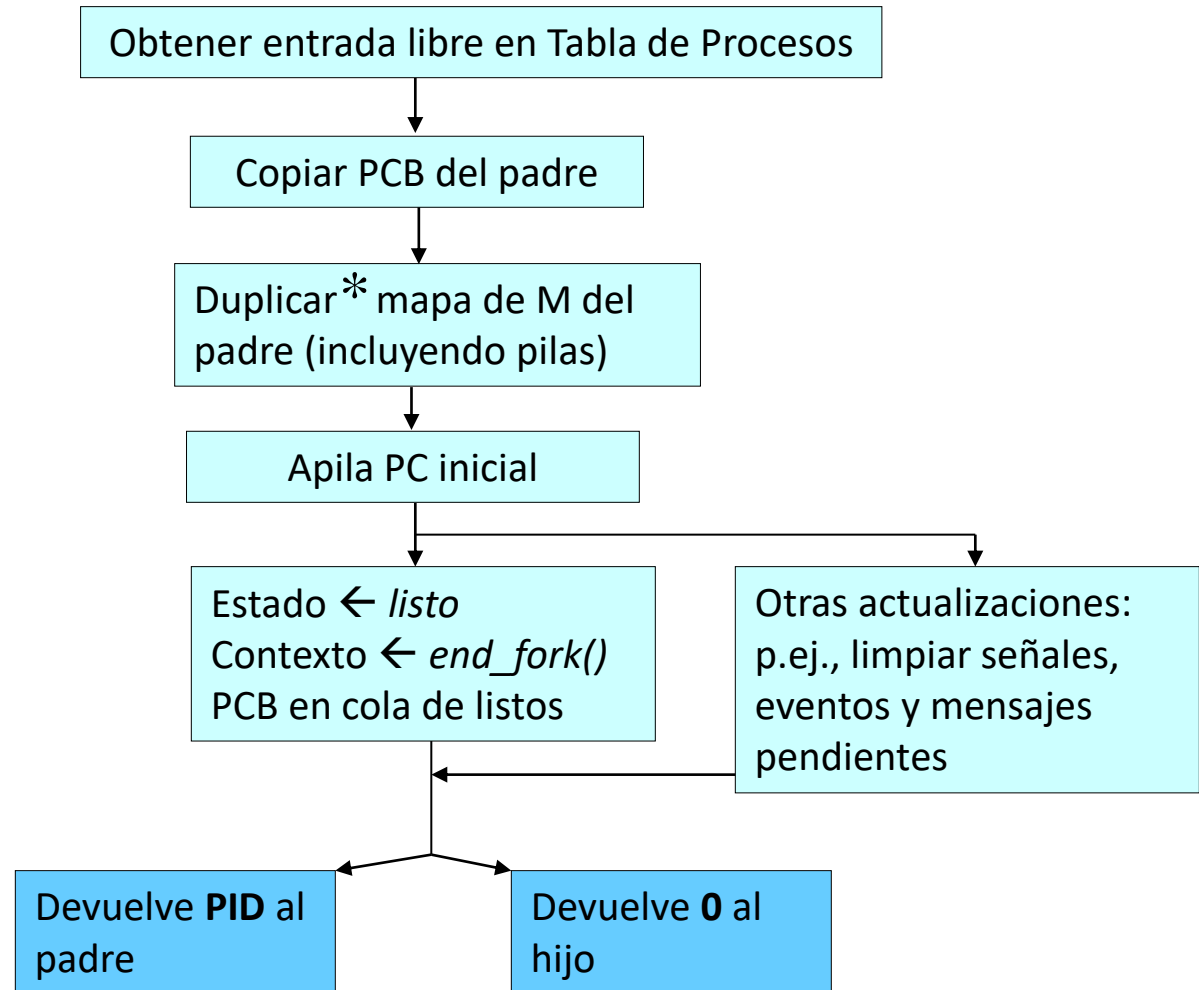 Obtener entrada libre en Tabla de Procesos
Copiar PCB del padre
Duplicar* mapa de M del
padre (incluyendo pilas)
Apila PC inicial
Estado ← listo
Contexto ← end_fork()
PCB en cola de listos
Otras actualizaciones:
p.ej., limpiar señales,
eventos y mensajes
pendientes
Devuelve PID al
padre
Devuelve 0 al
hijo